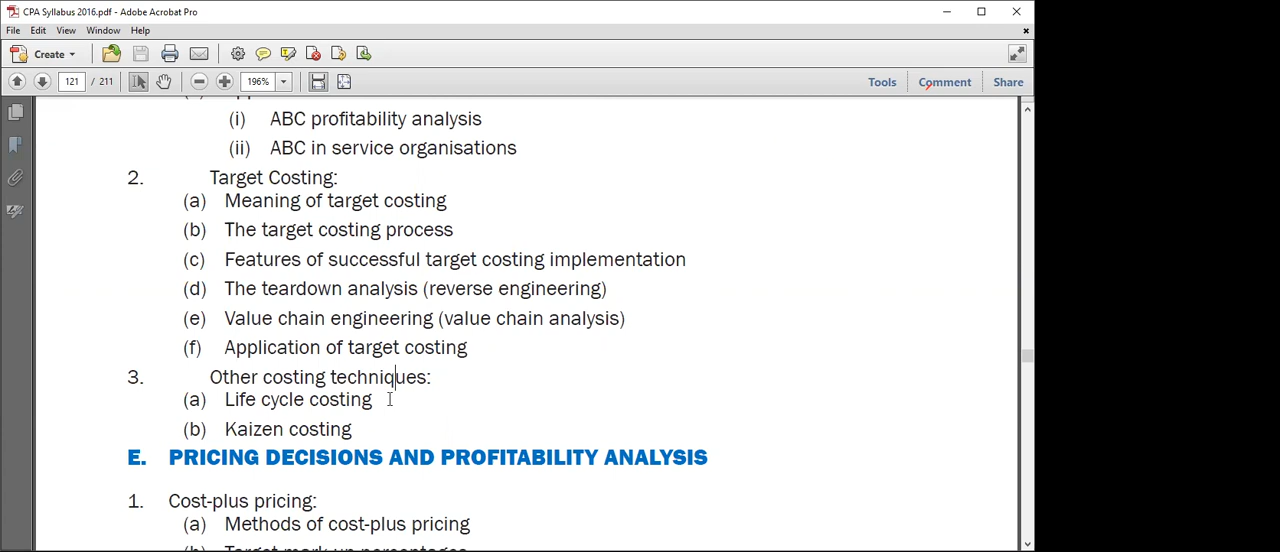 CPA Syllabus 2016.pdf - Adobe Acrobat Pro
File Edit View Window Help
Create
121 / 211 196% Tools Comment Share
(i) ABC profitability analysis
(ii) ABC in service organisations
2. Target Costing:
(a) Meaning of target costing
(b) The target costing process
(c) Features of successful target costing implementation
(d) The teardown analysis (reverse engineering)
(e) Value chain engineering (value chain analysis)
(f) Application of target costing
3. Other costing techniques:
(a) Life cycle costing
(b) Kaizen costing
E. PRICING DECISIONS AND PROFITABILITY ANALYSIS
1. Cost-plus pricing:
(a) Methods of cost-plus pricing